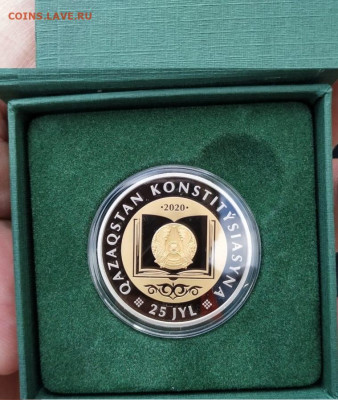 COINS.LAVE.RU
QAZAQSTAN KONSTITÝSIASYNA
·2020·
25 JYL